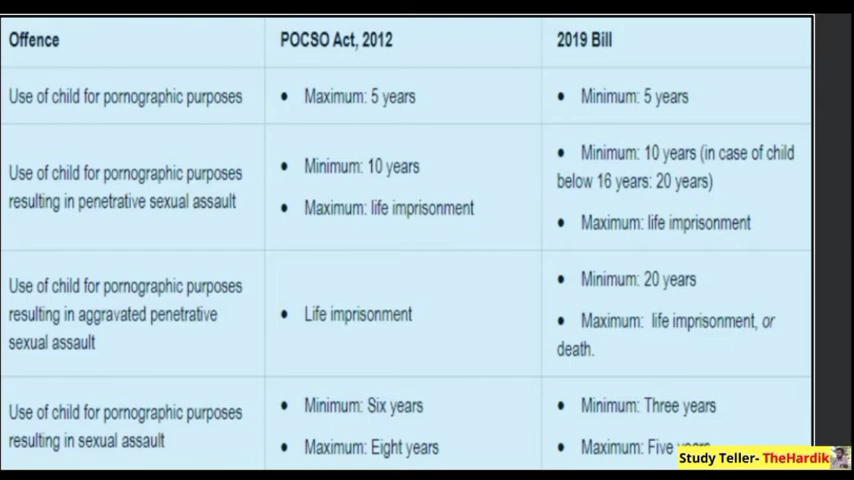 Offence POCSO Act, 2012 2019 Bill
Use of child for pornographic purposes
• Maximum: 5 years
• Minimum: 5 years
Use of child for pornographic purposes
resulting in penetrative sexual assault
• Minimum: 10 years
• Maximum: life imprisonment
• Minimum: 10 years (in case of child
below 16 years: 20 years)
• Maximum: life imprisonment
Use of child for pornographic purposes
resulting in aggravated penetrative
sexual assault
• Life imprisonment
• Minimum: 20 years
• Maximum: life imprisonment, or
death.
Use of child for pornographic purposes
resulting in sexual assault
• Minimum: Six years
• Maximum: Eight years
• Minimum: Three years
• Maximum: Five years
Study Teller- TheHardik